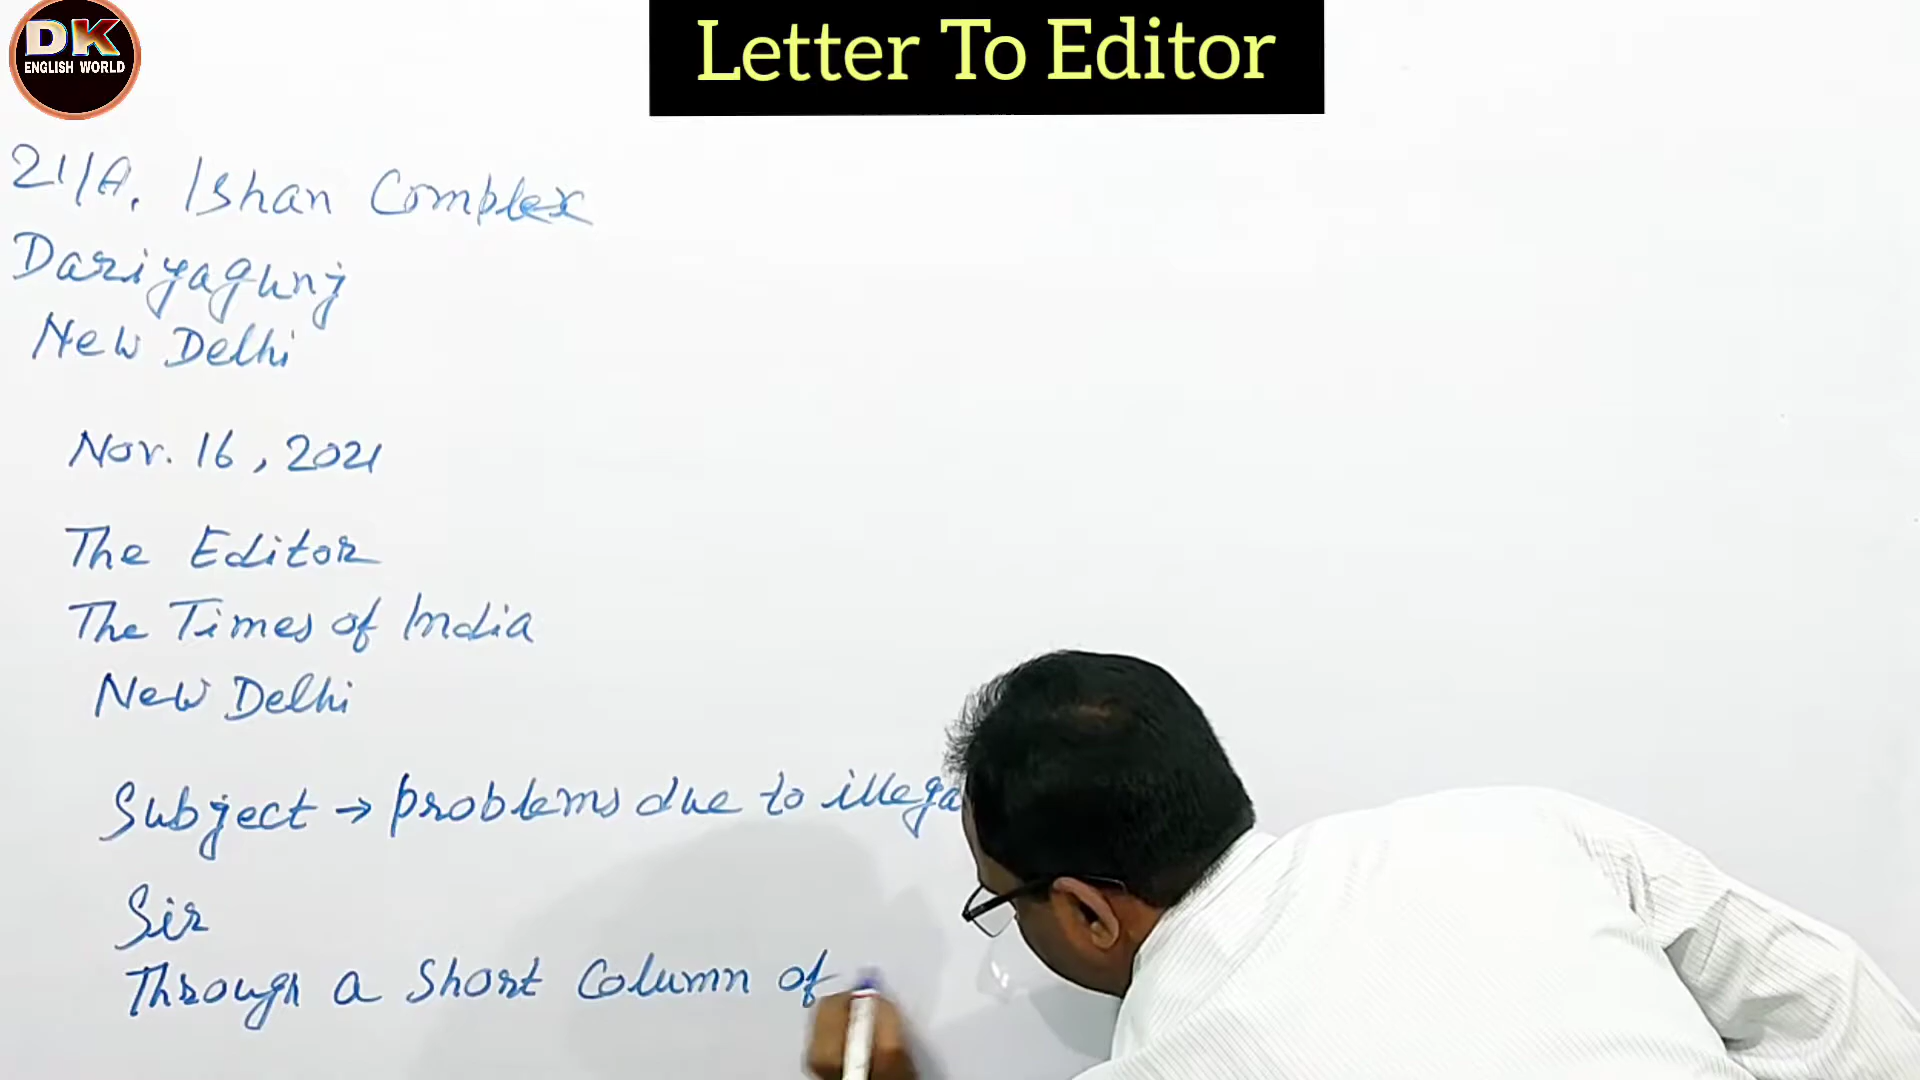 DK
ENGLISH WORLD
Letter To Editor
21/A, Ishan Complex
Dariyagunj
New Delhi
Nov. 16, 2021
The Editor
The Times of India
New Delhi
Subject → problems due to illega
Sir
Through a short column of